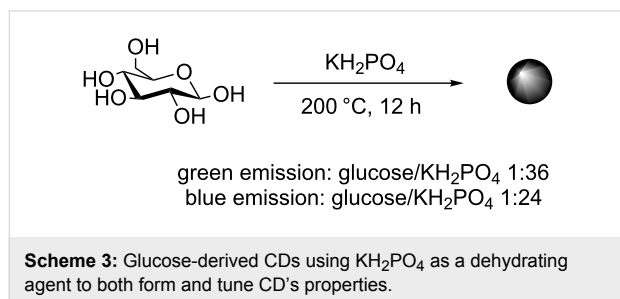 OH
HO
O
HO
OH
OH
KH₂PO₄
200 °C, 12 h
green emission: glucose/KH₂PO₄ 1:36
blue emission: glucose/KH₂PO₄ 1:24
Scheme 3: Glucose-derived CDs using KH₂PO₄ as a dehydrating
agent to both form and tune CD’s properties.